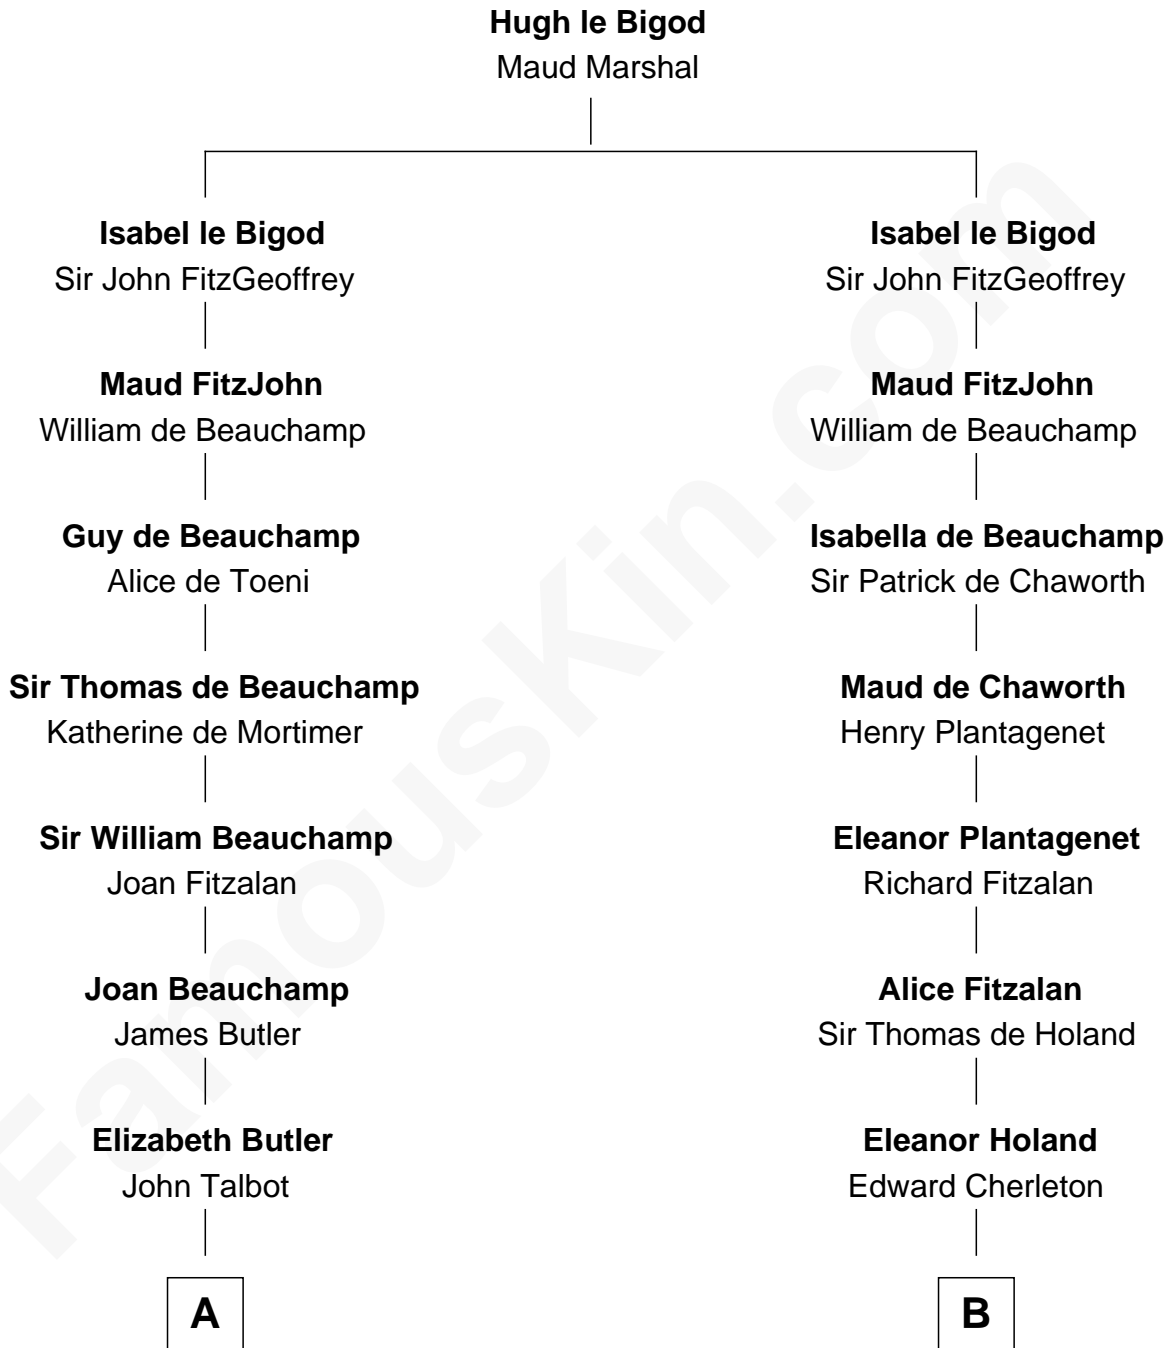 Hugh le Bigod
Maud Marshal
Isabel le Bigod
Sir John FitzGeoffrey
Isabel le Bigod
Sir John FitzGeoffrey
Maud FitzJohn
William de Beauchamp
Maud FitzJohn
William de Beauchamp
Guy de Beauchamp
Alice de Toeni
Isabella de Beauchamp
Sir Patrick de Chaworth
Sir Thomas de Beauchamp
Katherine de Mortimer
Maud de Chaworth
Henry Plantagenet
Sir William Beauchamp
Joan Fitzalan
Eleanor Plantagenet
Richard Fitzalan
Joan Beauchamp
James Butler
Alice Fitzalan
Sir Thomas de Holand
Elizabeth Butler
John Talbot
Eleanor Holand
Edward Cherleton
A
B
FamousKin.com